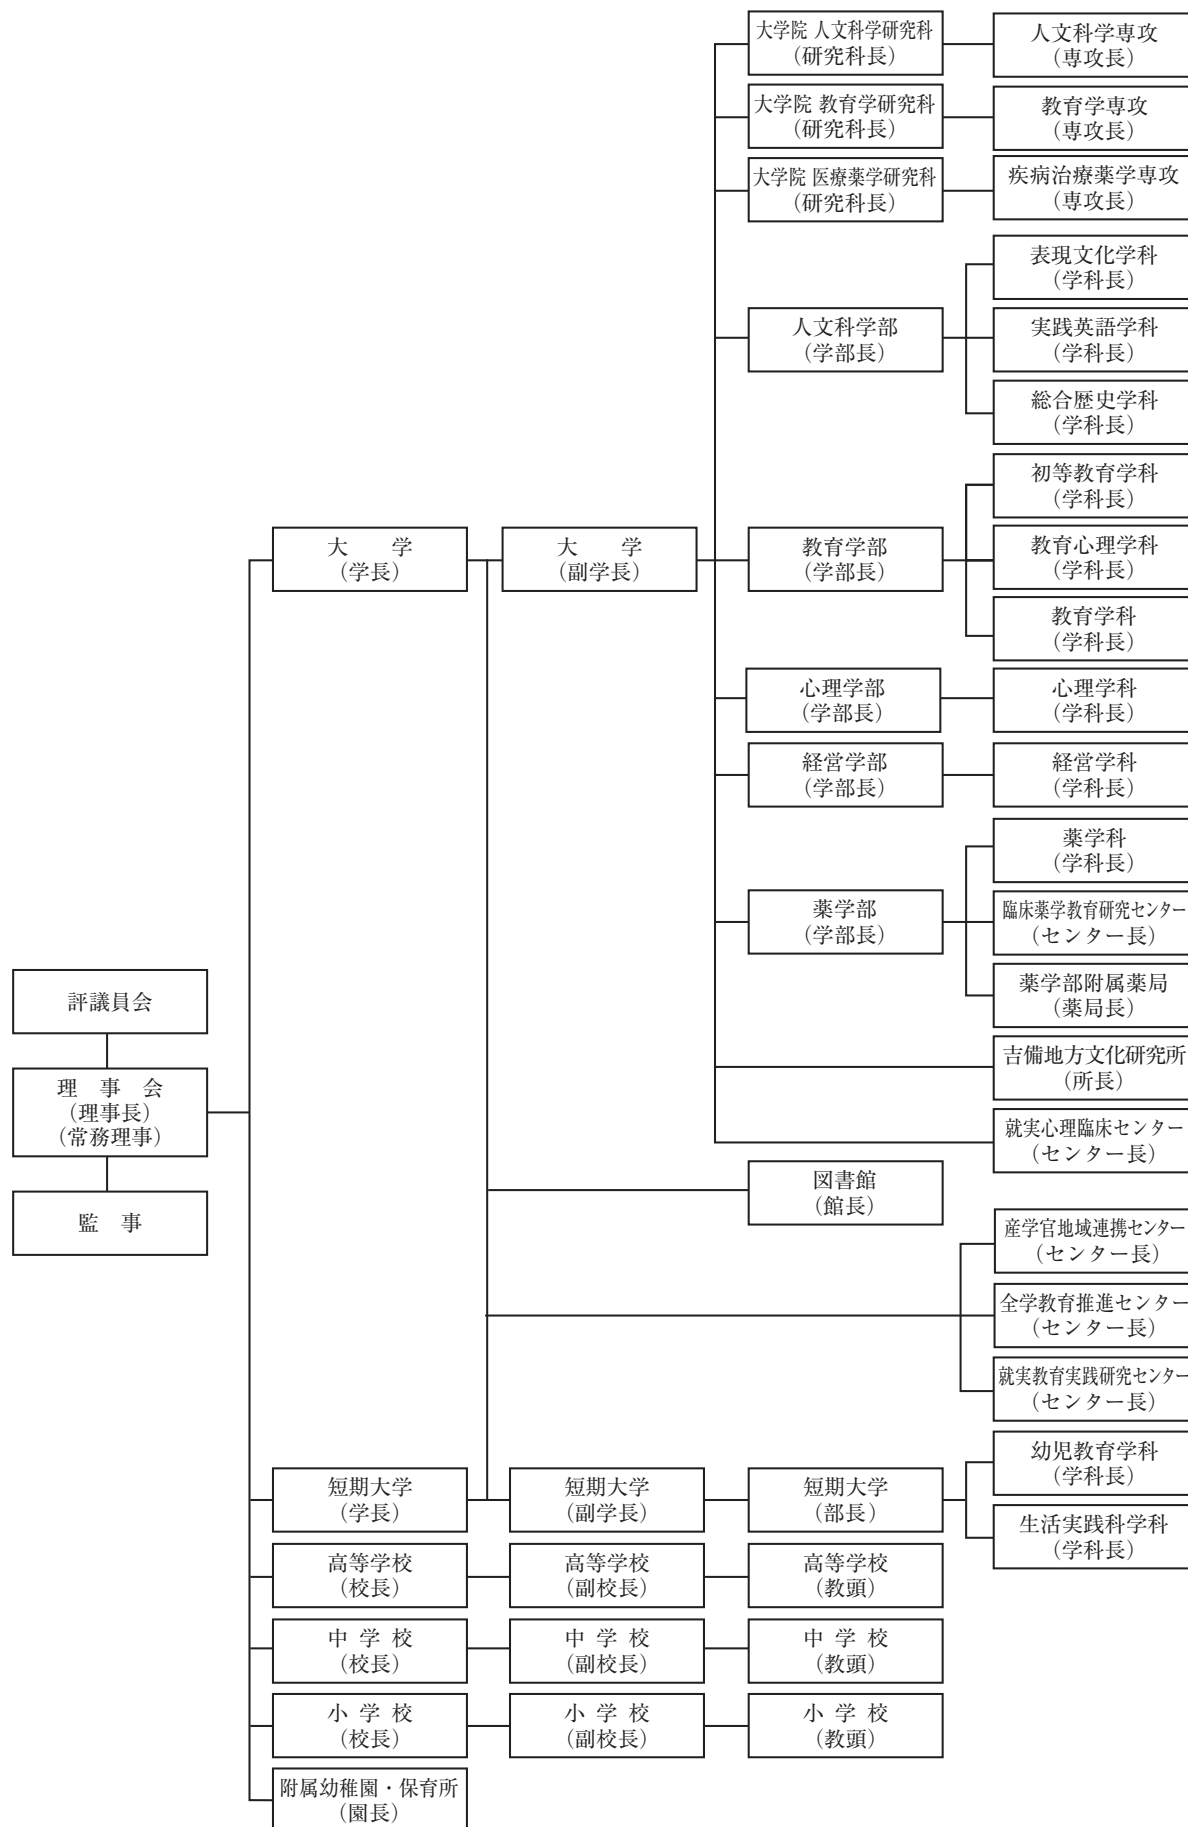 大学院 人文科学研究科
（研究科長）
人文科学専攻
（専攻長）
大学院 教育学研究科
（研究科長）
教育学専攻
（専攻長）
大学院 医療薬学研究科
（研究科長）
疾病治療薬学専攻
（専攻長）
表現文化学科
（学科長）
人文科学部
（学部長）
実践英語学科
（学科長）
総合歴史学科
（学科長）
初等教育学科
（学科長）
大　学
（学長）
大　学
（副学長）
教育学部
（学部長）
教育心理学科
（学科長）
教育学科
（学科長）
心理学部
（学部長）
心理学科
（学科長）
経営学部
（学部長）
経営学科
（学科長）
薬学科
（学科長）
薬学部
（学部長）
臨床薬学教育研究センター
（センター長）
薬学部附属薬局
（薬局長）
評議員会
理　事　会
（理事長）
（常務理事）
監　事
吉備地方文化研究所
（所長）
就実心理臨床センター
（センター長）
図書館
（館長）
産学官地域連携センター
（センター長）
全学教育推進センター
（センター長）
就実教育実践研究センター
（センター長）
短期大学
（学長）
短期大学
（副学長）
短期大学
（部長）
幼児教育学科
（学科長）
生活実践科学科
（学科長）
高等学校
（校長）
高等学校
（副校長）
高等学校
（教頭）
中 学 校
（校長）
中 学 校
（副校長）
中 学 校
（教頭）
小 学 校
（校長）
小 学 校
（副校長）
小 学 校
（教頭）
附属幼稚園・保育所
（園長）